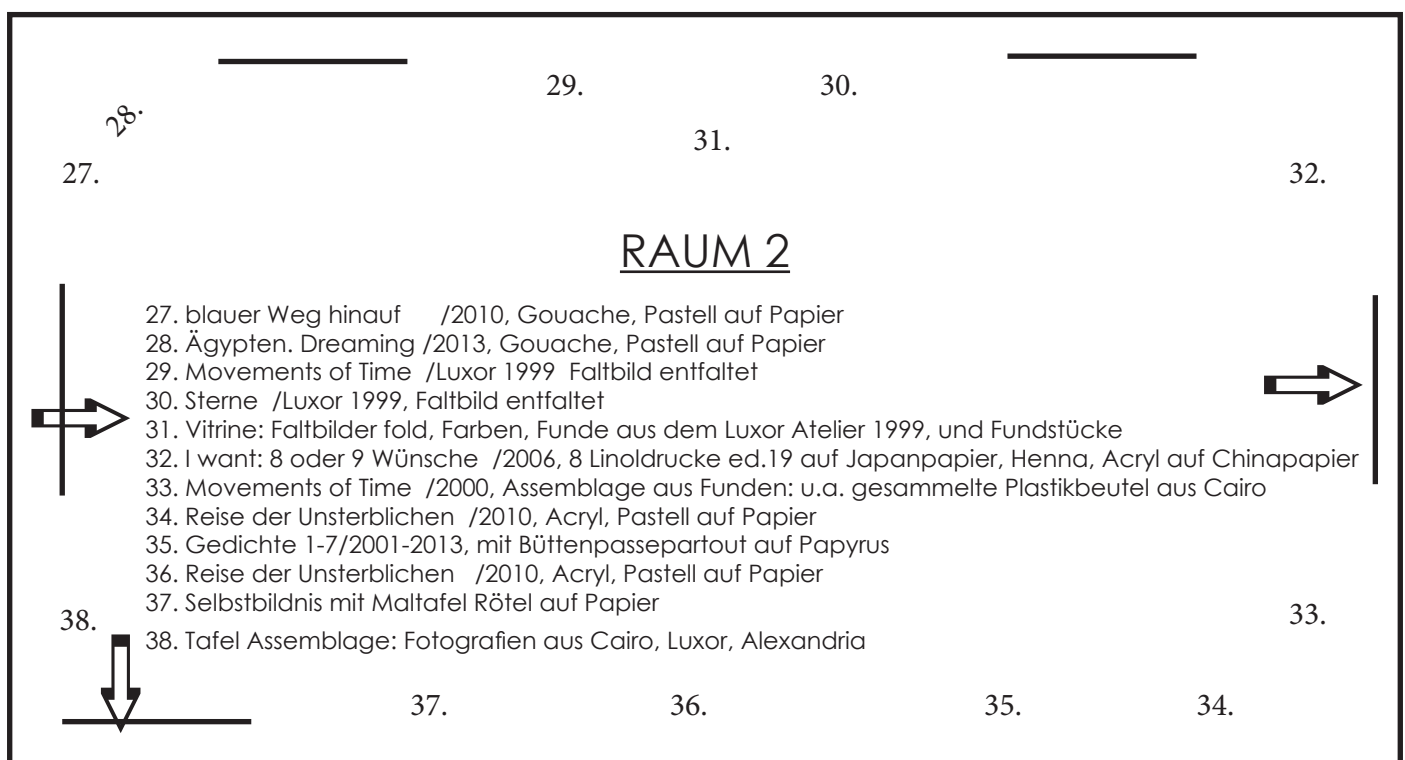 29. 30.
28.
31.
27. 32.
RAUM 2
27. blauer Weg hinauf /2010, Gouache, Pastell auf Papier
28. Ägypten. Dreaming /2013, Gouache, Pastell auf Papier
29. Movements of Time /Luxor 1999 Faltbild entfaltet
30. Sterne /Luxor 1999, Faltbild entfaltet
31. Vitrine: Faltbilder fold, Farben, Funde aus dem Luxor Atelier 1999, und Fundstücke
32. I want: 8 oder 9 Wünsche /2006, 8 Linoldrucke ed.19 auf Japanpapier, Henna, Acryl auf Chinapapier
33. Movements of Time /2000, Assemblage aus Funden: u.a. gesammelte Plastikbeutel aus Cairo
34. Reise der Unsterblichen /2010, Acryl, Pastell auf Papier
35. Gedichte 1-7/2001-2013, mit Büttenpassepartout auf Papyrus
36. Reise der Unsterblichen /2010, Acryl, Pastell auf Papier
37. Selbstbildnis mit Maltafel Rötel auf Papier
38. Tafel Assemblage: Fotografien aus Cairo, Luxor, Alexandria
38. 33.
37. 36. 35. 34.